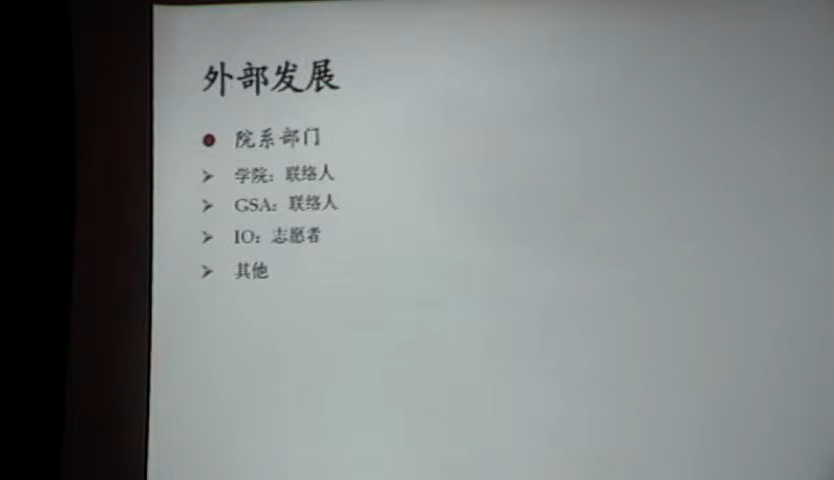 外部发展
院系部门
学院：联络人
GSA：联络人
IO：志愿者
其他